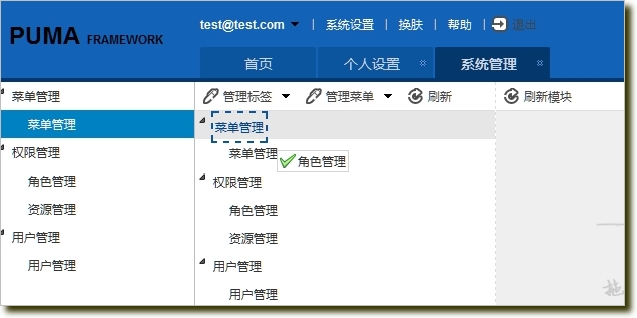 test@test.com | 系统设置 | 换肤 | 帮助 | 退出
PUMA FRAMEWORK
首页 个人设置 系统管理
菜单管理
菜单管理
权限管理
角色管理
资源管理
用户管理
用户管理
管理标签 管理菜单 刷新
菜单管理
菜单管理
角色管理
权限管理
角色管理
资源管理
用户管理
用户管理
刷新模块
拖